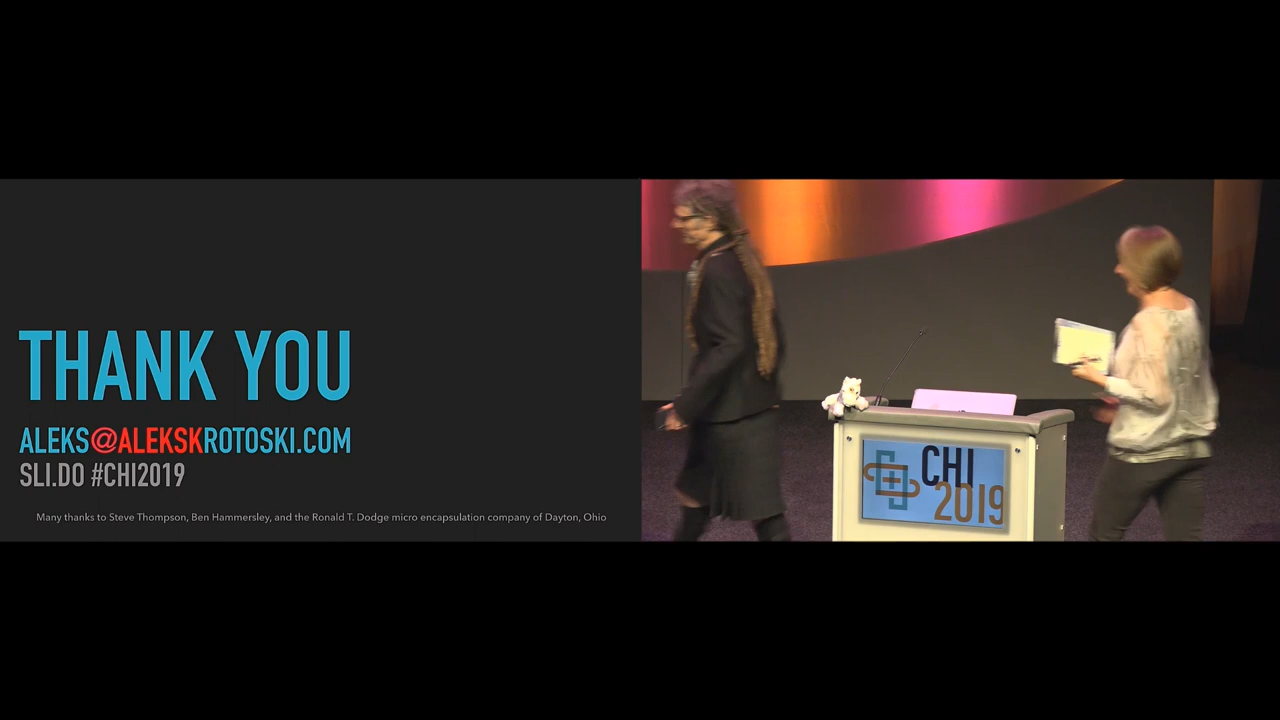 THANK YOU
ALEKS@ALEKSKROTOSKI.COM
SLI.DO #CHI2019
Many thanks to Steve Thompson, Ben Hammersley, and the Ronald T. Dodge micro encapsulation company of Dayton, Ohio
CHI
2019